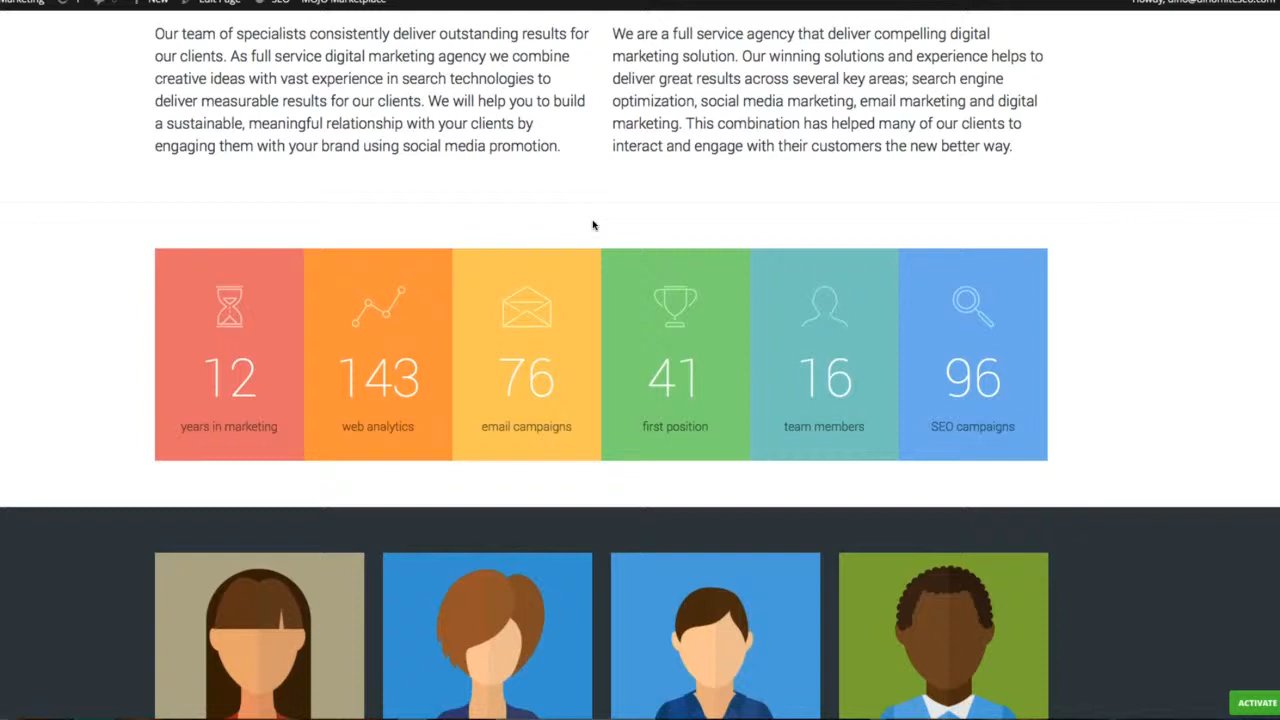 New
Edit Page
SEO
MOJO Marketplace
Our team of specialists consistently deliver outstanding results for
our clients. As full service digital marketing agency we combine
creative ideas with vast experience in search technologies to
deliver measurable results for our clients. We will help you to build
a sustainable, meaningful relationship with your clients by
engaging them with your brand using social media promotion.
We are a full service agency that deliver compelling digital
marketing solution. Our winning solutions and experience helps to
deliver great results across several key areas; search engine
optimization, social media marketing, email marketing and digital
marketing. This combination has helped many of our clients to
interact and engage with their customers the new better way.
12
years in marketing
143
web analytics
76
email campaigns
41
first position
16
team members
96
SEO campaigns
ACTIVATE